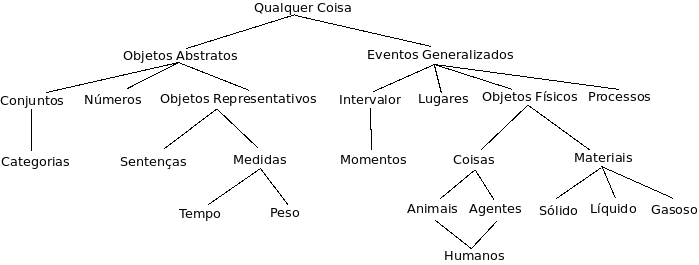 Qualquer Coisa
Objetos Abstratos
Eventos Generalizados
Conjuntos
Números
Objetos Representativos
Intervalor
Lugares
Objetos Físicos
Processos
Categorias
Sentenças
Medidas
Momentos
Coisas
Materiais
Tempo
Peso
Animais
Agentes
Sólido
Líquido
Gasoso
Humanos